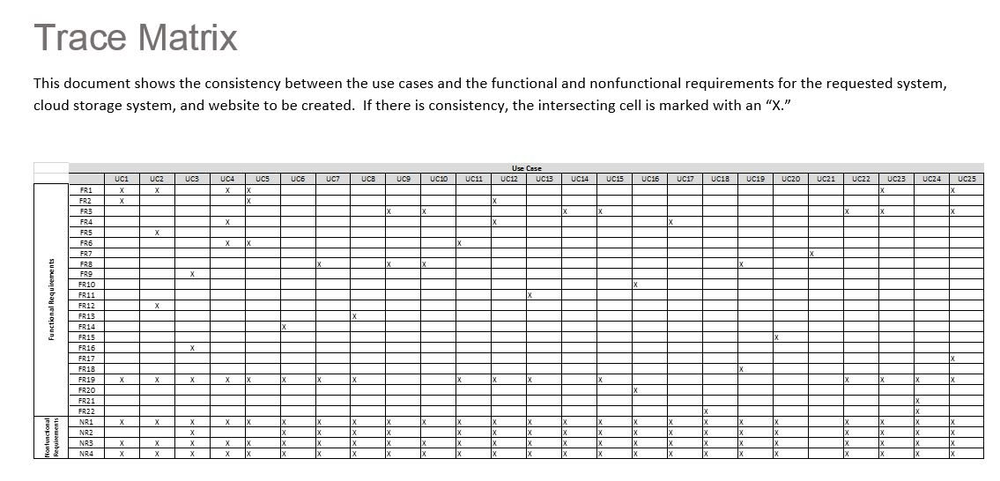 Trace Matrix
This document shows the consistency between the use cases and the functional and nonfunctional requirements for the requested system,
cloud storage system, and website to be created. If there is consistency, the intersecting cell is marked with an “X.”
Use Case
UC1 UC2 UC3 UC4 UC5 UC6 UC7 UC8 UC9 UC10 UC11 UC12 UC13 UC14 UC15 UC16 UC17 UC18 UC19 UC20 UC21 UC22 UC23 UC24 UC25
Functional Requirements
FR1 X X X X X X
FR2 X X X
FR3 X X X X X X X
FR4 X X X
FR5 X
FR6 X X X
FR7 X
FR8 X X X X
FR9 X
FR10 X
FR11 X
FR12 X
FR13 X
FR14 X
FR15 X
FR16 X
FR17 X
FR18 X
FR19 X X X X X X X X X X X X X X X X
FR20 X
FR21 X
FR22 X X
Nonfunctional
Requirements
NR1 X X X X X X X X X X X X X X X X X X X X X X X X
NR2 X X X X X X X X X X X X X X X X X X X
NR3 X X X X X X X X X X X X X X X X X X X X X X X X
NR4 X X X X X X X X X X X X X X X X X X X X X X X X